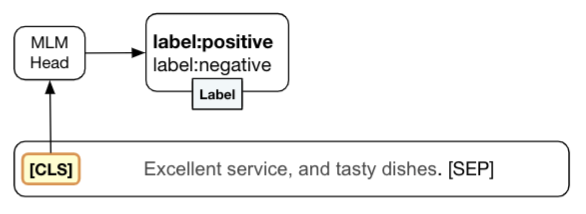 MLM
Head
label:positive
label:negative
Label
[CLS] Excellent service, and tasty dishes. [SEP]